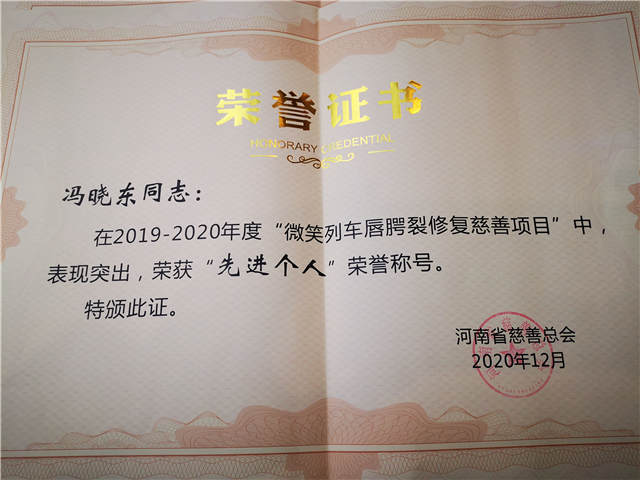 荣誉证书
HONORARY CREDENTIAL
冯晓东同志：
在2019-2020年度“微笑列车唇腭裂修复慈善项目”中，
表现突出，荣获“先进个人”荣誉称号。
特颁此证。
河南省慈善总会
2020年12月